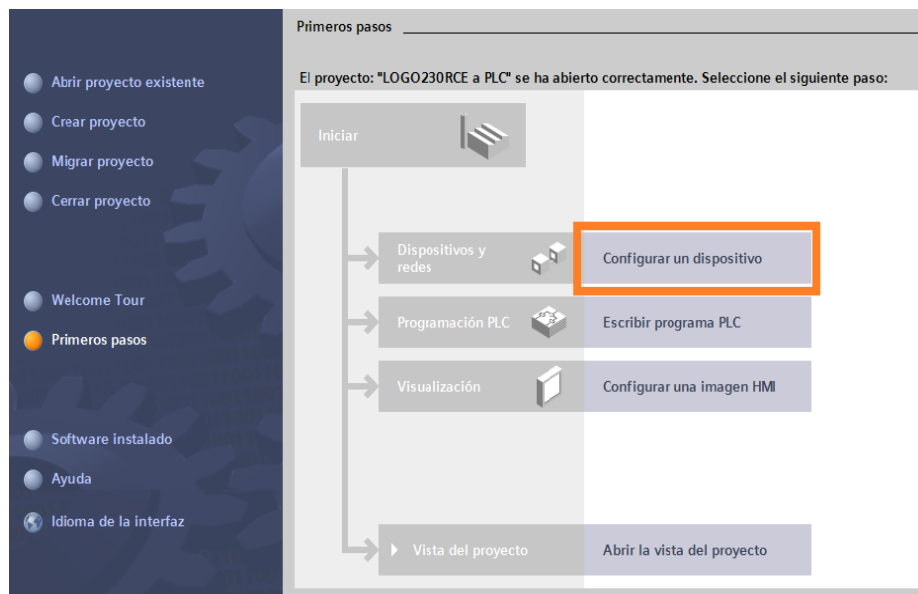 Primeros pasos
El proyecto: "LOGO230RCE a PLC" se ha abierto correctamente. Seleccione el siguiente paso:
Abrir proyecto existente
Crear proyecto
Migrar proyecto
Cerrar proyecto
Welcome Tour
Primeros pasos
Software instalado
Ayuda
Idioma de la interfaz
Iniciar
Dispositivos y
redes
Configurar un dispositivo
Programación PLC
Escribir programa PLC
Visualización
Configurar una imagen HMI
Vista del proyecto
Abrir la vista del proyecto